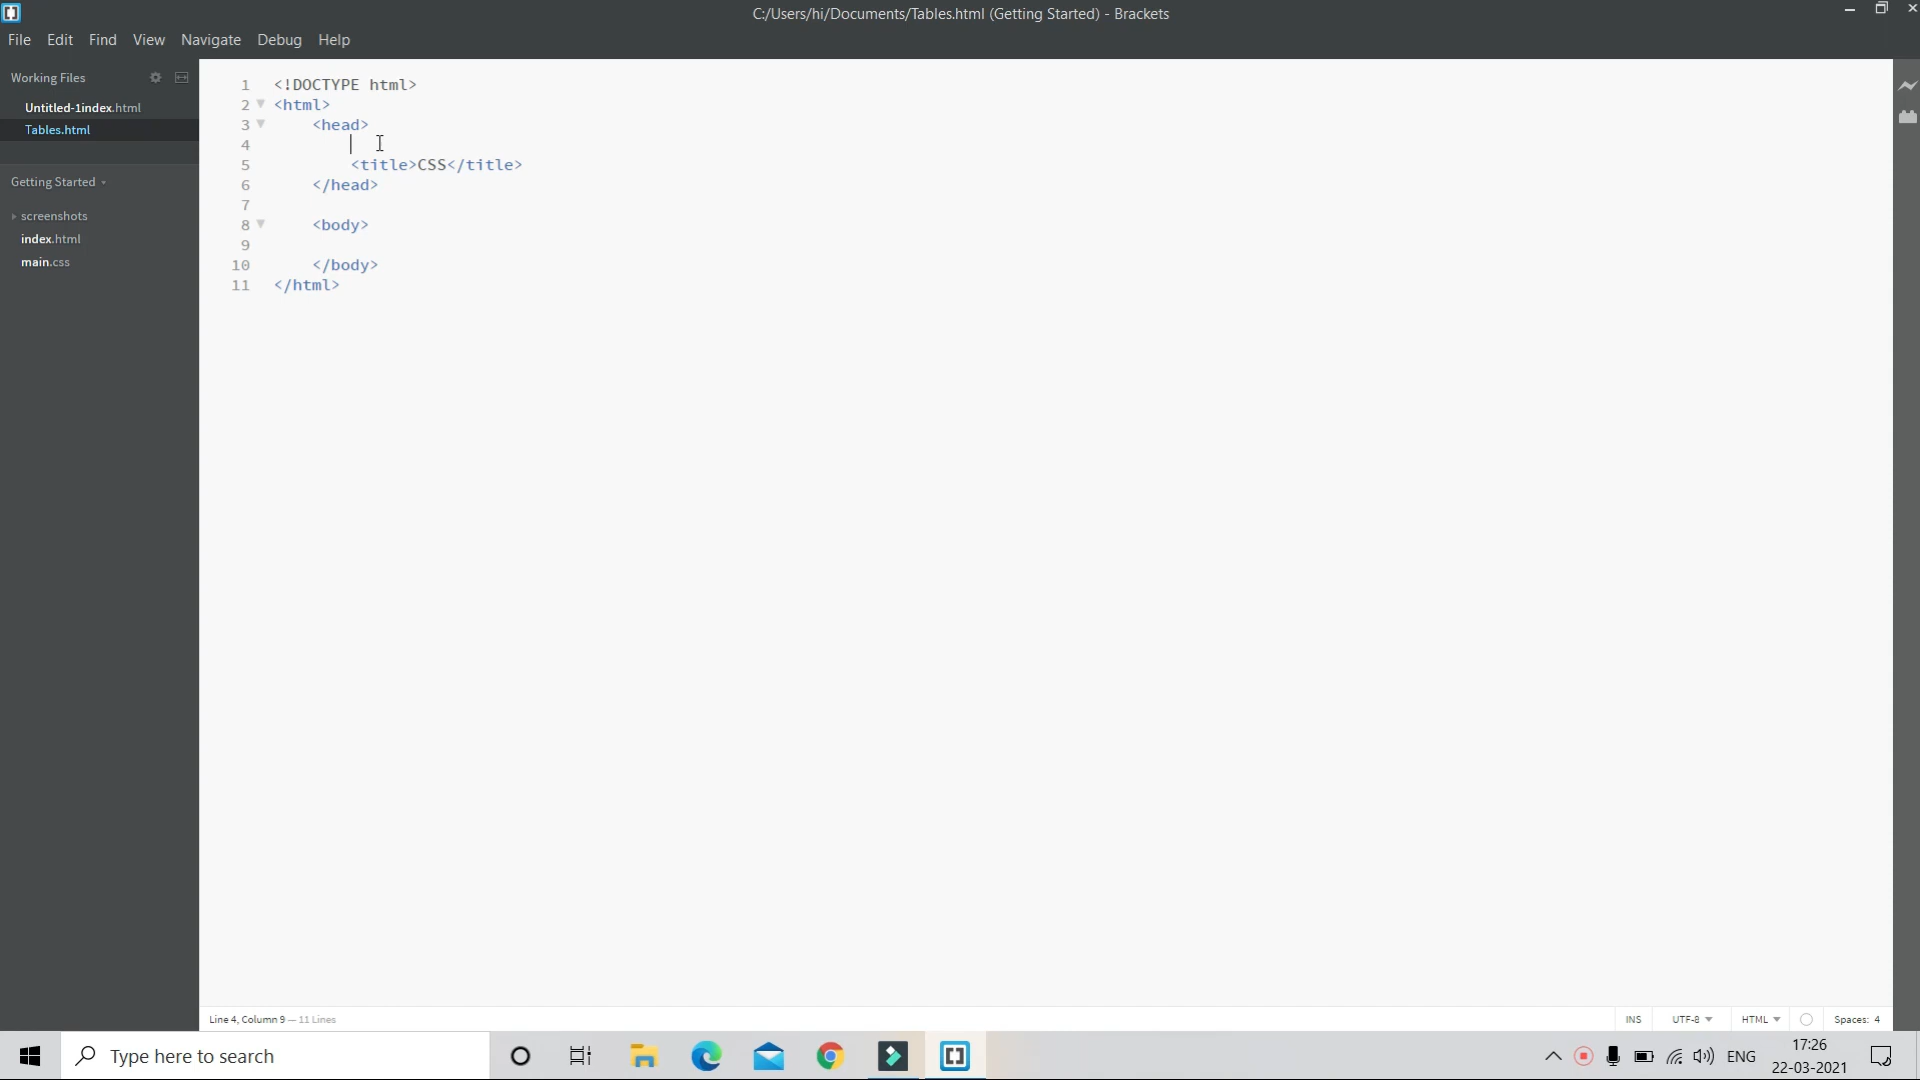 C:/Users/hi/Documents/Tables.html (Getting Started) - Brackets
File Edit Find View Navigate Debug Help
Working Files
Untitled-1index.html
Tables.html
Getting Started
screenshots
index.html
main.css
1 <!DOCTYPE html>
2 <html>
3 <head>
4
5 <title>CSS</title>
6 </head>
7
8 <body>
9
10 </body>
11 </html>
Line 4, Column 9 — 11 Lines
INS UTF-8 HTML Spaces: 4
Type here to search
ENG
17:26
22-03-2021